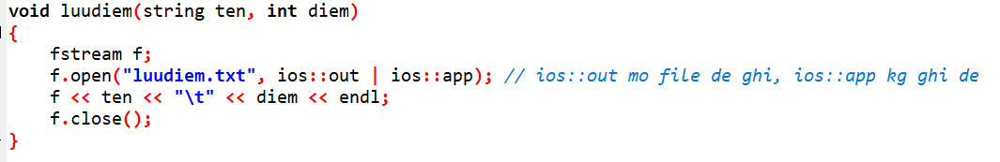 void luudiem(string ten, int diem)
{
    fstream f;
    f.open("luudiem.txt", ios::out | ios::app); // ios::out mo file de ghi, ios::app kg ghi de
    f << ten << "\t" << diem << endl;
    f.close();
}